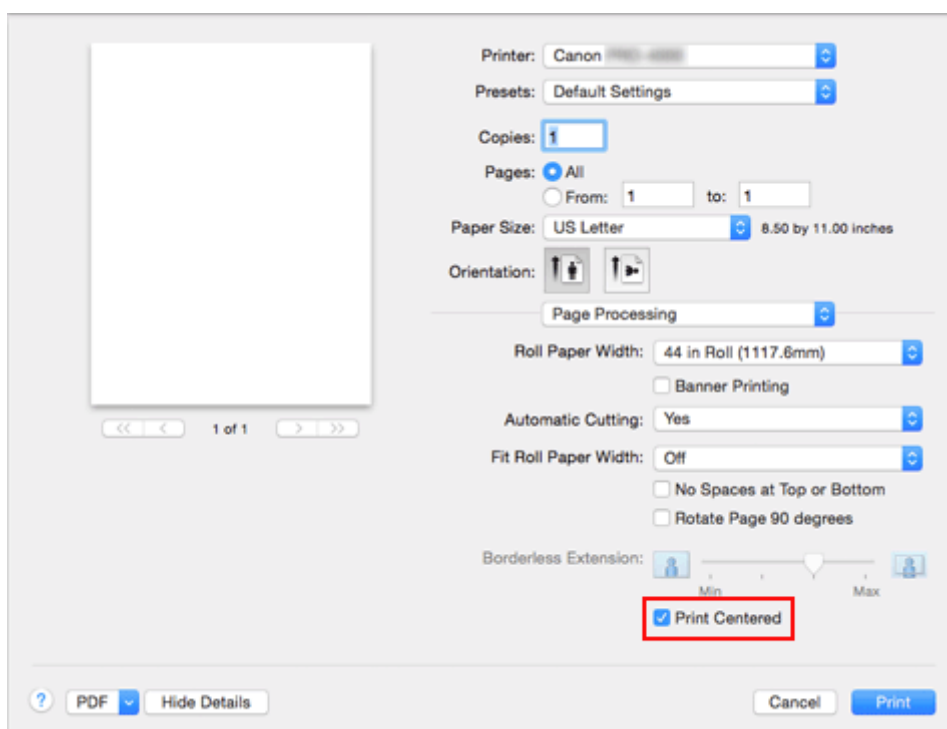 Printer: Canon
Presets: Default Settings
Copies: 1
Pages: All
From: 1 to: 1
Paper Size: US Letter 8.50 by 11.00 inches
Orientation:
Page Processing
Roll Paper Width: 44 in Roll (1117.6mm)
Banner Printing
1 of 1
Automatic Cutting: Yes
Fit Roll Paper Width: Off
No Spaces at Top or Bottom
Rotate Page 90 degrees
Borderless Extension:
Min Max
Print Centered
? PDF Hide Details Cancel Print